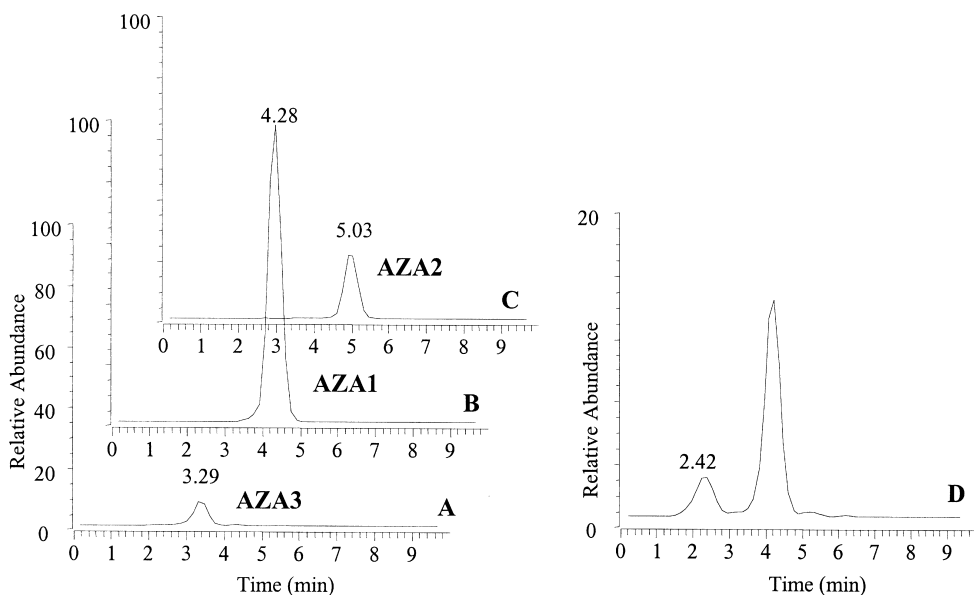 100
4.28
5.03
AZA2
C
0 1 2 3 4 5 6 7 8 9
100
AZA1
B
0 1 2 3 4 5 6 7 8 9
Relative Abundance
100
80
60
40
20
0
3.29
AZA3
A
0 1 2 3 4 5 6 7 8 9
Time (min)
Relative Abundance
20
0
2.42
D
0 1 2 3 4 5 6 7 8 9
Time (min)